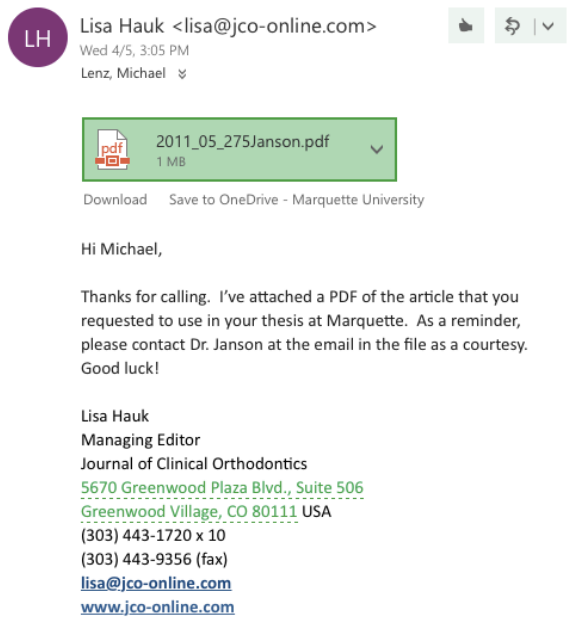 LH
Lisa Hauk <lisa@jco-online.com>
Wed 4/5, 3:05 PM
Lenz, Michael
pdf
2011_05_275Janson.pdf
1 MB
Download Save to OneDrive - Marquette University
Hi Michael,
Thanks for calling.  I've attached a PDF of the article that you
requested to use in your thesis at Marquette.  As a reminder,
please contact Dr. Janson at the email in the file as a courtesy.
Good luck!
Lisa Hauk
Managing Editor
Journal of Clinical Orthodontics
5670 Greenwood Plaza Blvd., Suite 506
Greenwood Village, CO 80111 USA
(303) 443-1720 x 10
(303) 443-9356 (fax)
lisa@jco-online.com
www.jco-online.com